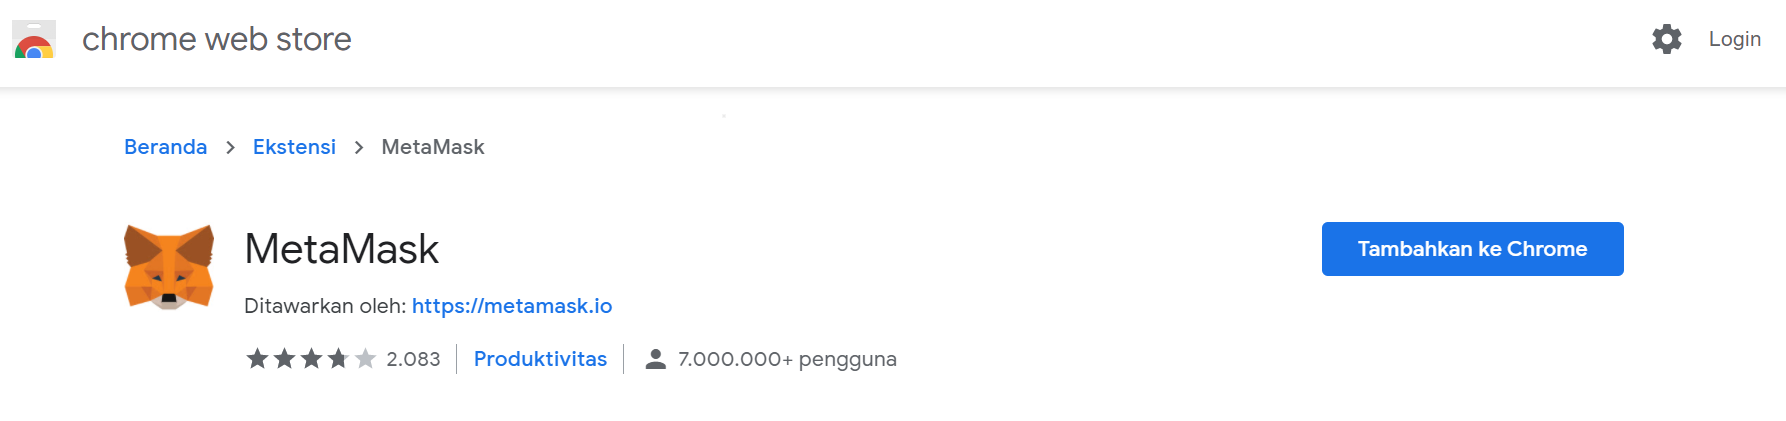 chrome web store
Login
Beranda > Ekstensi > MetaMask
MetaMask
Tambahkan ke Chrome
Ditawarkan oleh: https://metamask.io
2.083 Produktivitas 7.000.000+ pengguna